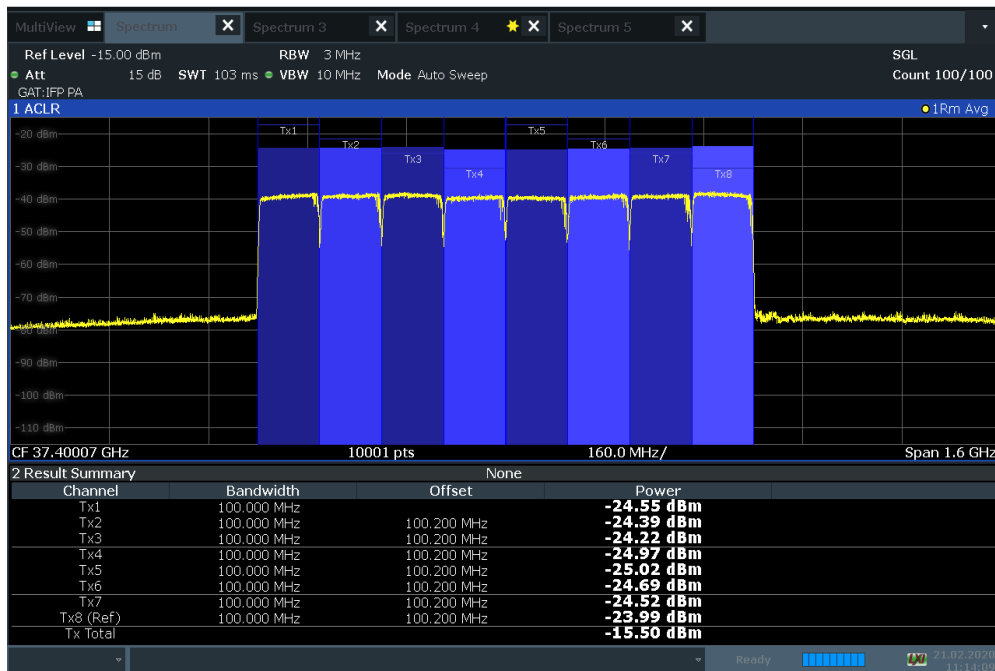 MultiView Spectrum X Spectrum 3 X Spectrum 4 X Spectrum 5 X
Ref Level -15.00 dBm RBW 3 MHz SGL
Att 15 dB SWT 103 ms VBW 10 MHz Mode Auto Sweep Count 100/100
GAT:IFP PA
1 ACLR 1Rm Avg
Tx1 Tx5
-20 dBm
Tx2 Tx6
Tx3 Tx7
-30 dBm
Tx4 Tx8
-40 dBm
-50 dBm
-60 dBm
-70 dBm
-80 dBm
-90 dBm
-100 dBm
-110 dBm
CF 37.40007 GHz 10001 pts 160.0 MHz/ Span 1.6 GHz
2 Result Summary None
Channel Bandwidth Offset Power
Tx1 100.000 MHz -24.55 dBm
Tx2 100.000 MHz 100.200 MHz -24.39 dBm
Tx3 100.000 MHz 100.200 MHz -24.22 dBm
Tx4 100.000 MHz 100.200 MHz -24.97 dBm
Tx5 100.000 MHz 100.200 MHz -25.02 dBm
Tx6 100.000 MHz 100.200 MHz -24.69 dBm
Tx7 100.000 MHz 100.200 MHz -24.52 dBm
Tx8 (Ref) 100.000 MHz 100.200 MHz -23.99 dBm
Tx Total -15.50 dBm
Ready 21.02.2020
11:14:09